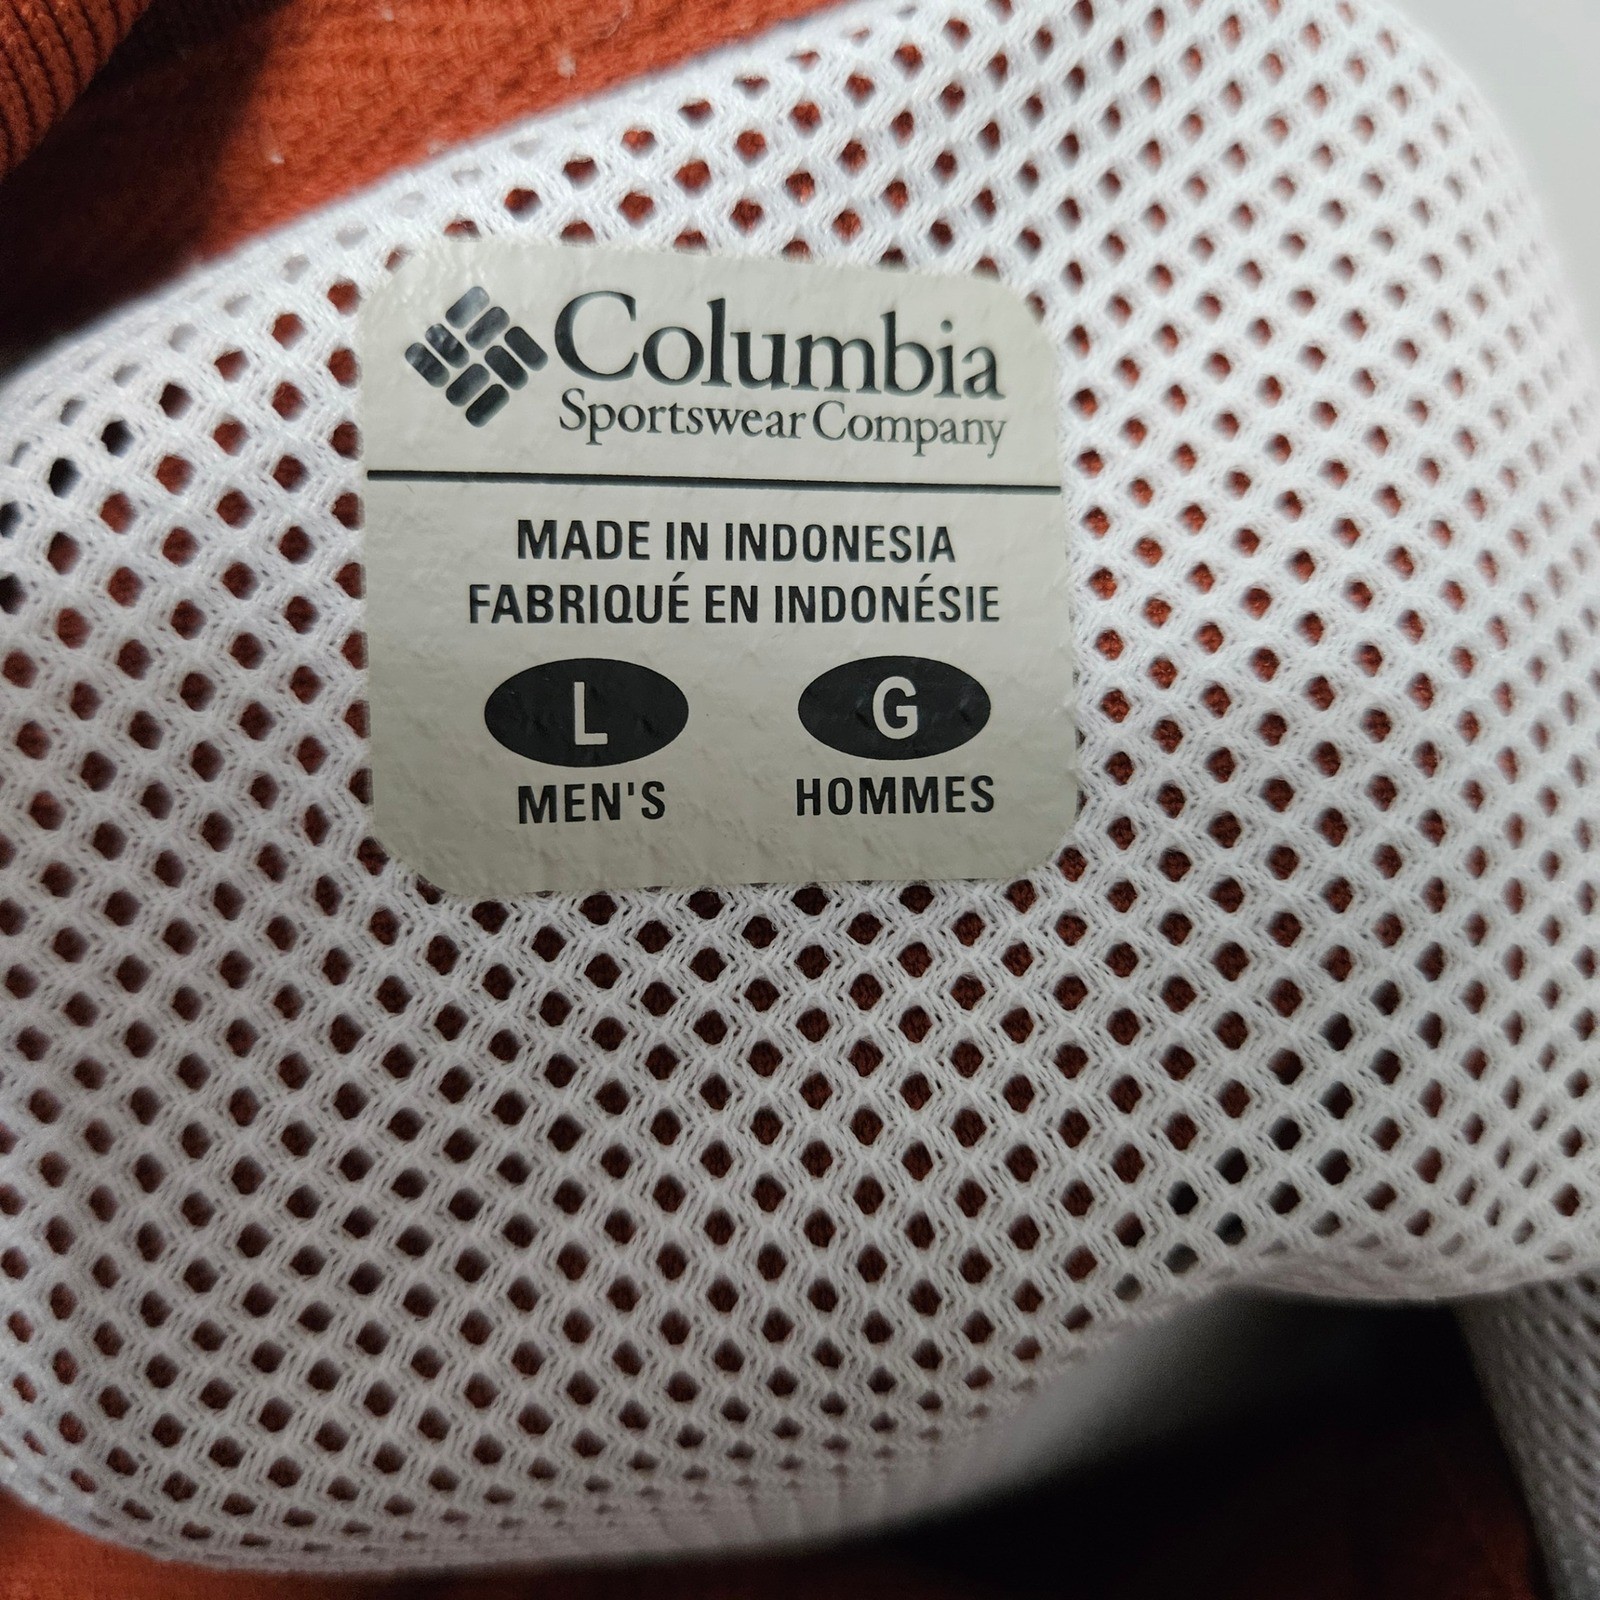 Columbia
Sportswear Company
MADE IN INDONESIA
FABRIQUÉ EN INDONÉSIE
L G
MEN'S HOMMES